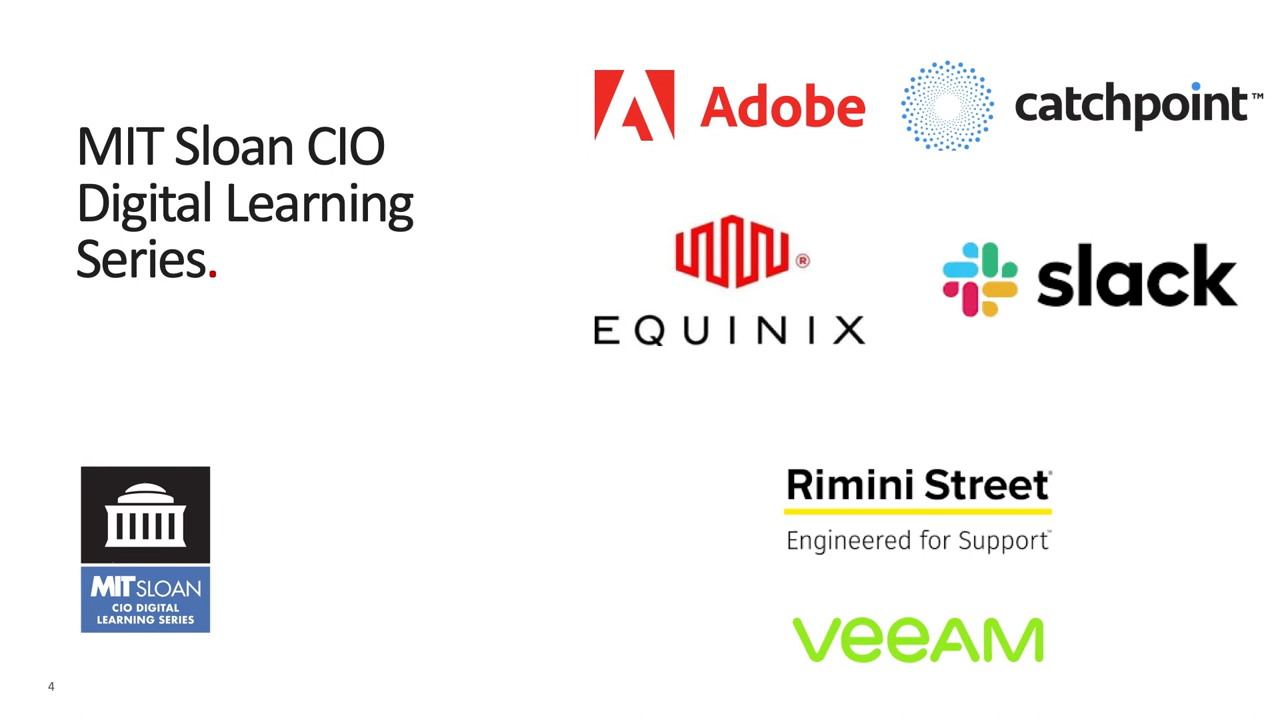 MIT Sloan CIO
Digital Learning
Series.
Adobe
catchpoint™
EQUINIX
®
slack
Rimini Street®
Engineered for Support™
veeAM
MIT SLOAN
CIO DIGITAL
LEARNING SERIES
4